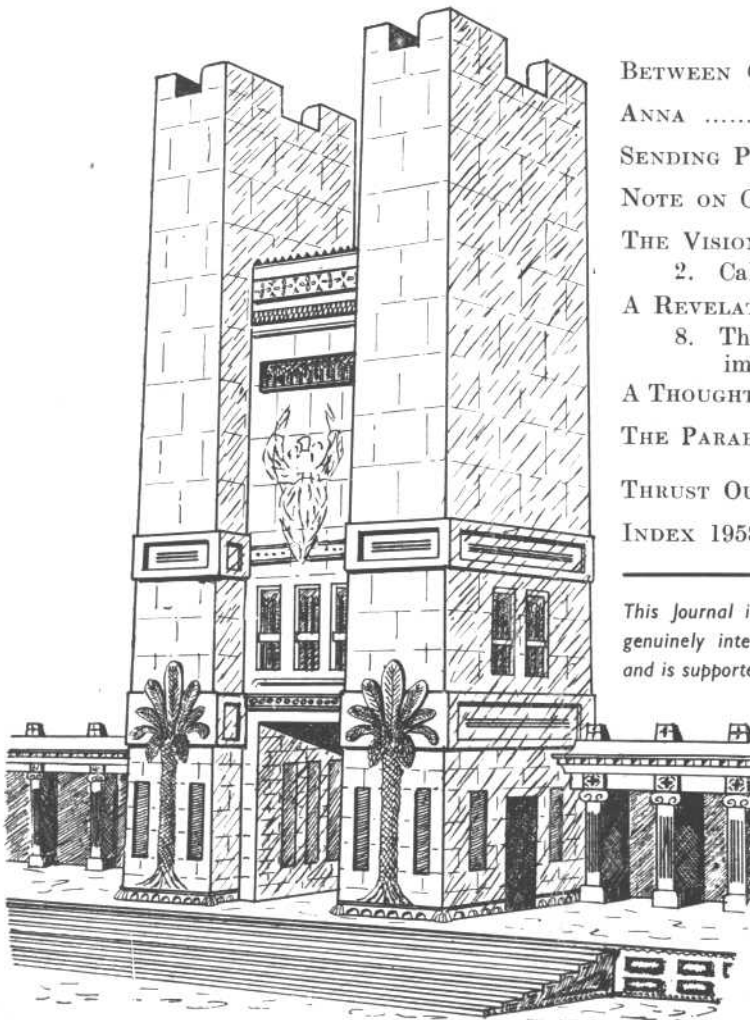 BETWEEN
ANNA ......
SENDING
NOTE ON
THE VISION
2. Ca
A REVELAT
8. Th
im
A THOUGHT
THE PARAB
THRUST OU
INDEX 1958
This Journal i
genuinely inte
and is supporte